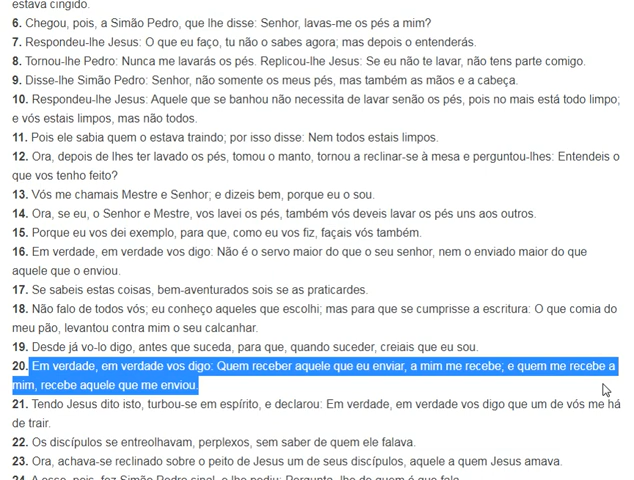 estava cingido.
6. Chegou, pois, a Simão Pedro, que lhe disse: Senhor, lavas-me os pés a mim?
7. Respondeu-lhe Jesus: O que eu faço, tu não o sabes agora; mas depois o entenderás.
8. Tornou-lhe Pedro: Nunca me lavarás os pés. Replicou-lhe Jesus: Se eu não te lavar, não tens parte comigo.
9. Disse-lhe Simão Pedro: Senhor, não somente os meus pés, mas também as mãos e a cabeça.
10. Respondeu-lhe Jesus: Aquele que se banhou não necessita de lavar senão os pés, pois no mais está todo limpo;
e vós estais limpos, mas não todos.
11. Pois ele sabia quem o estava traindo; por isso disse: Nem todos estais limpos.
12. Ora, depois de lhes ter lavado os pés, tomou o manto, tornou a reclinar-se à mesa e perguntou-lhes: Entendeis o
que vos tenho feito?
13. Vós me chamais Mestre e Senhor; e dizeis bem, porque eu o sou.
14. Ora, se eu, o Senhor e Mestre, vos lavei os pés, também vós deveis lavar os pés uns aos outros.
15. Porque eu vos dei exemplo, para que, como eu vos fiz, façais vós também.
16. Em verdade, em verdade vos digo: Não é o servo maior do que o seu senhor, nem o enviado maior do que
aquele que o enviou.
17. Se sabeis estas coisas, bem-aventurados sois se as praticardes.
18. Não falo de todos vós; eu conheço aqueles que escolhi; mas para que se cumprisse a escritura: O que comia do
meu pão, levantou contra mim o seu calcanhar.
19. Desde já vo-lo digo, antes que suceda, para que, quando suceder, creiais que eu sou.
20. Em verdade, em verdade vos digo: Quem receber aquele que eu enviar, a mim me recebe; e quem me recebe a
mim, recebe aquele que me enviou.
21. Tendo Jesus dito isto, turbou-se em espírito, e declarou: Em verdade, em verdade vos digo que um de vós me há
de trair.
22. Os discípulos se entreolhavam, perplexos, sem saber de quem ele falava.
23. Ora, achava-se reclinado sobre o peito de Jesus um de seus discípulos, aquele a quem Jesus amava.
24. A esse, pois, fez Simão Pedro sinal, e lhe pediu: Pergunta-lhe de quem é que fala.